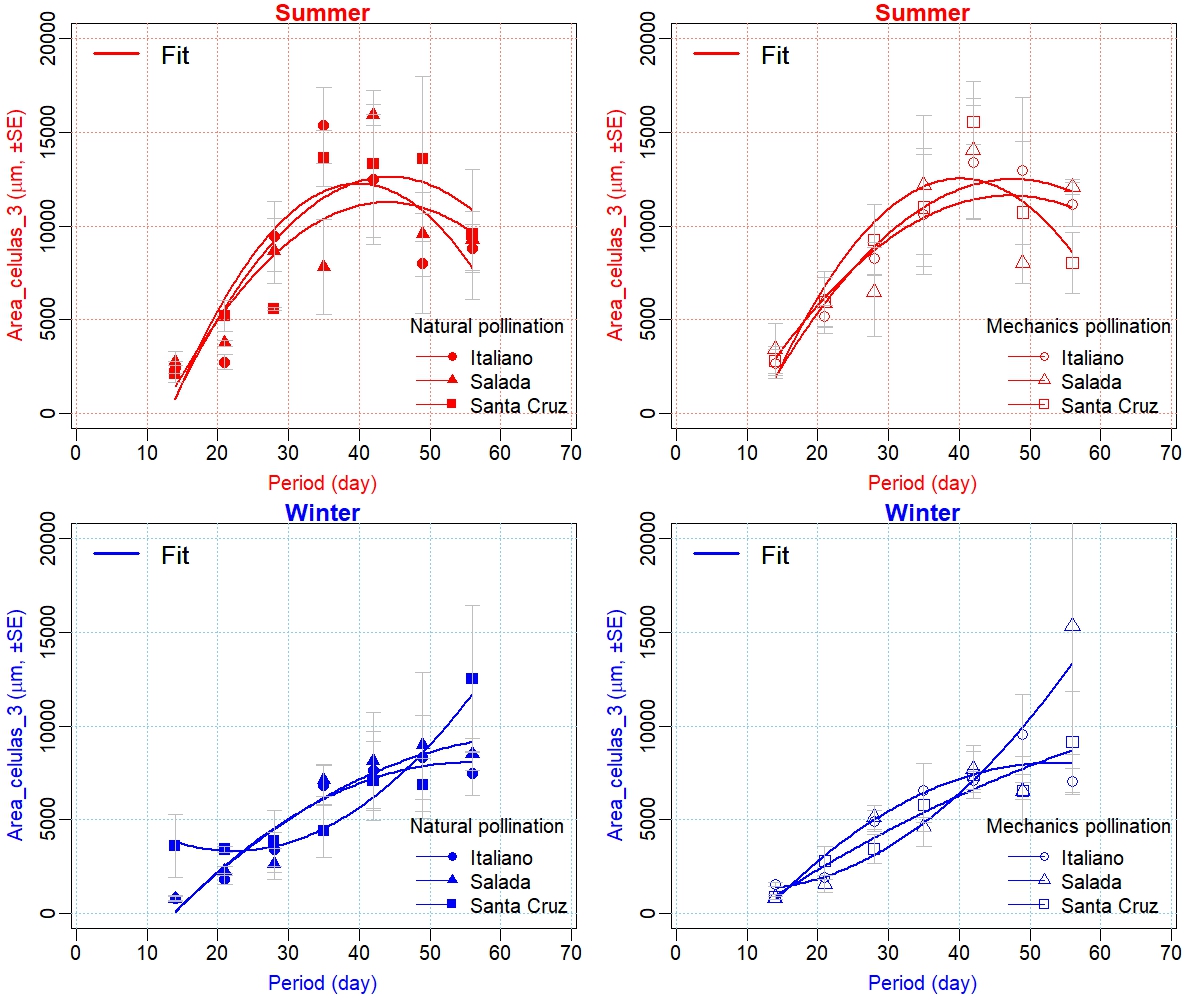 Summer
Fit
Area_celulas_3 (μm, ±SE)
0
5000
10000
15000
20000
Natural pollination
Italiano
Salada
Santa Cruz
0 10 20 30 40 50 60 70
Period (day)
Summer
Fit
Area_celulas_3 (μm, ±SE)
0
5000
10000
15000
20000
Mechanics pollination
Italiano
Salada
Santa Cruz
0 10 20 30 40 50 60 70
Period (day)
Winter
Fit
Area_celulas_3 (μm, ±SE)
0
5000
10000
15000
20000
Natural pollination
Italiano
Salada
Santa Cruz
0 10 20 30 40 50 60 70
Period (day)
Winter
Fit
Area_celulas_3 (μm, ±SE)
0
5000
10000
15000
20000
Mechanics pollination
Italiano
Salada
Santa Cruz
0 10 20 30 40 50 60 70
Period (day)